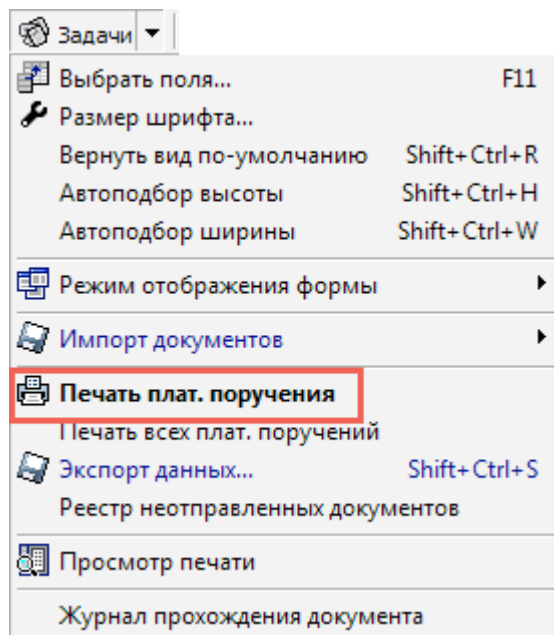 Задачи
Выбрать поля... F11
Размер шрифта...
Вернуть вид по-умолчанию Shift+Ctrl+R
Автоподбор высоты Shift+Ctrl+H
Автоподбор ширины Shift+Ctrl+W
Режим отображения формы
Импорт документов
Печать плат. поручения
Печать всех плат. поручений
Экспорт данных... Shift+Ctrl+S
Реестр неотправленных документов
Просмотр печати
Журнал прохождения документа